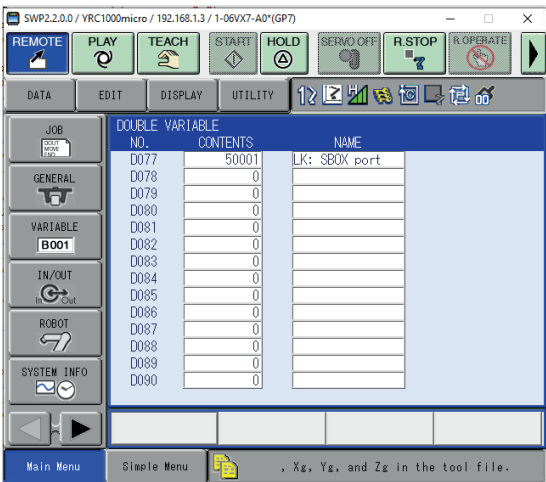 SWP2.2.0.0 / YRC1000micro / 192.168.1.3 / 1-06VX7-A0*(GP7)
REMOTE PLAY TEACH START HOLD SERVO OFF R.STOP R.OPERATE
DATA EDIT DISPLAY UTILITY
JOB
DOUT
MOVE
END
GENERAL
VARIABLE
B001
IN/OUT
In Out
ROBOT
SYSTEM INFO
DOUBLE VARIABLE
NO. CONTENTS NAME
D077 50001 LK: SBOX port
D078 0
D079 0
D080 0
D081 0
D082 0
D083 0
D084 0
D085 0
D086 0
D087 0
D088 0
D089 0
D090 0
Main Menu Simple Menu , Xg, Yg, and Zg in the tool file.